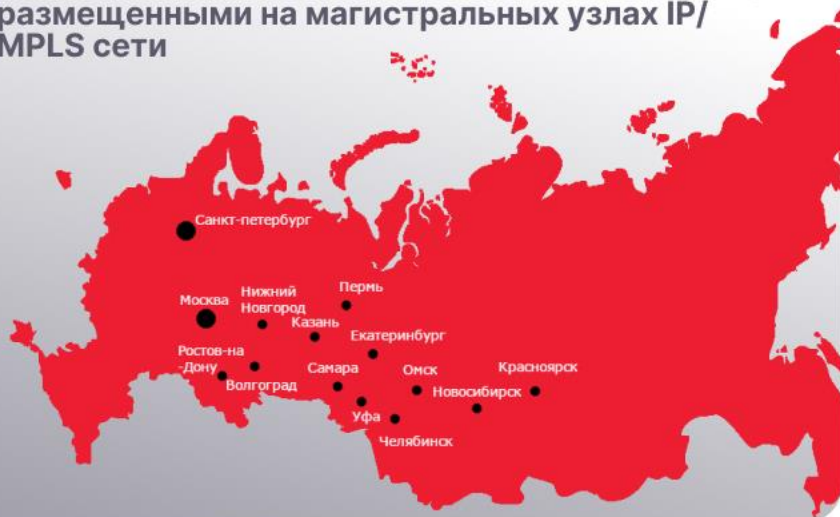 размещенными на магистральных узлах IP/
MPLS сети
Санкт-петербург
Москва
Нижний
Новгород
Пермь
Казань
Екатеринбург
Ростов-на
-Дону
Волгоград
Самара
Омск
Красноярск
Новосибирск
Уфа
Челябинск